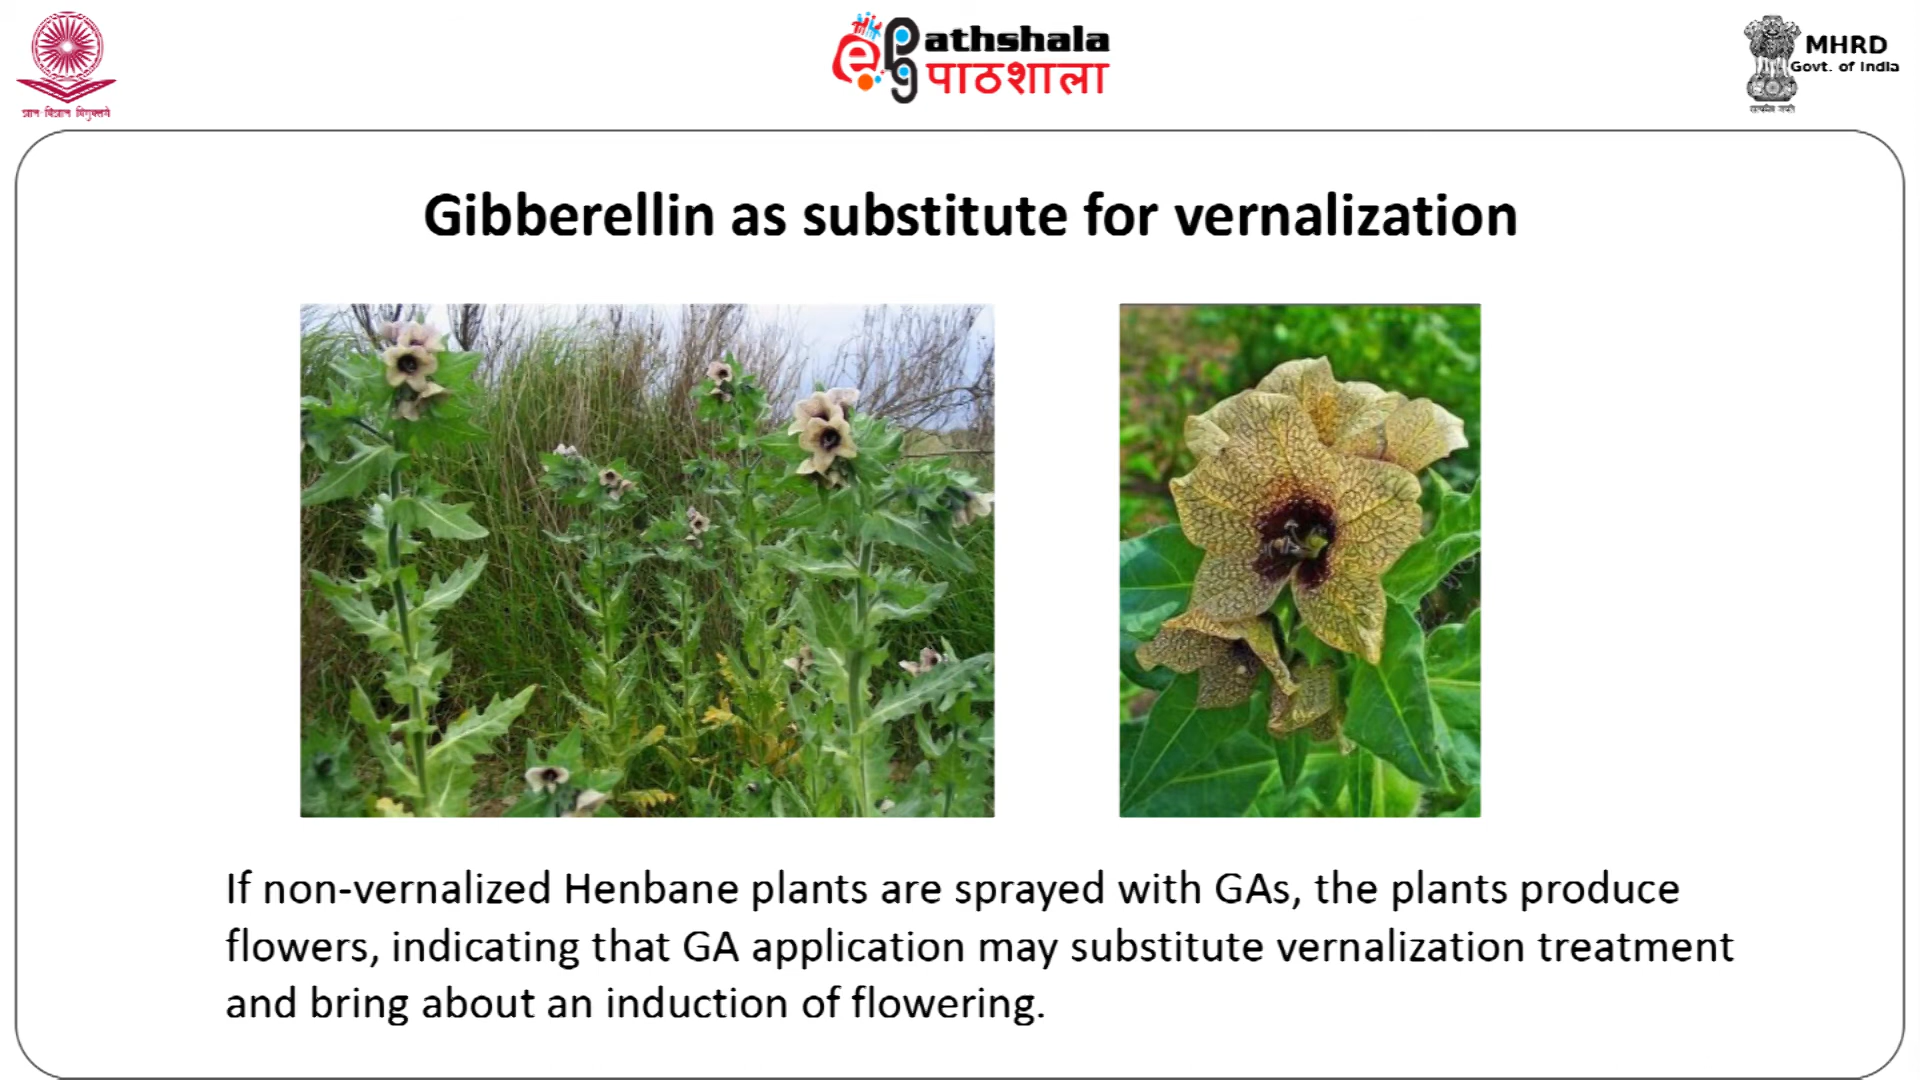 ePG Pathshala
पाठशाला
MHRD
Govt. of India
Gibberellin as substitute for vernalization
If non-vernalized Henbane plants are sprayed with GAs, the plants produce
flowers, indicating that GA application may substitute vernalization treatment
and bring about an induction of flowering.